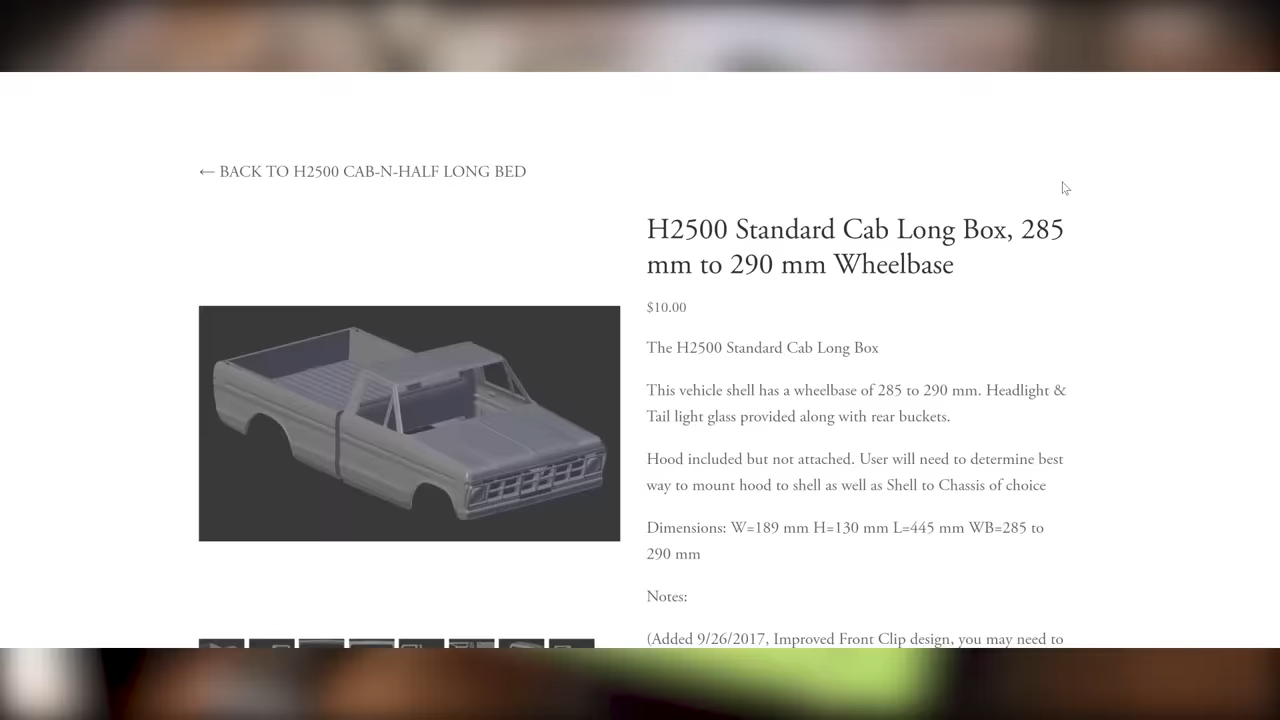 ← BACK TO H2500 CAB-N-HALF LONG BED
H2500 Standard Cab Long Box, 285
mm to 290 mm Wheelbase
$10.00
The H2500 Standard Cab Long Box
This vehicle shell has a wheelbase of 285 to 290 mm. Headlight &
Tail light glass provided along with rear buckets.
Hood included but not attached. User will need to determine best
way to mount hood to shell as well as Shell to Chassis of choice
Dimensions: W=189 mm H=130 mm L=445 mm WB=285 to
290 mm
Notes:
(Added 9/26/2017, Improved Front Clip design, you may need to